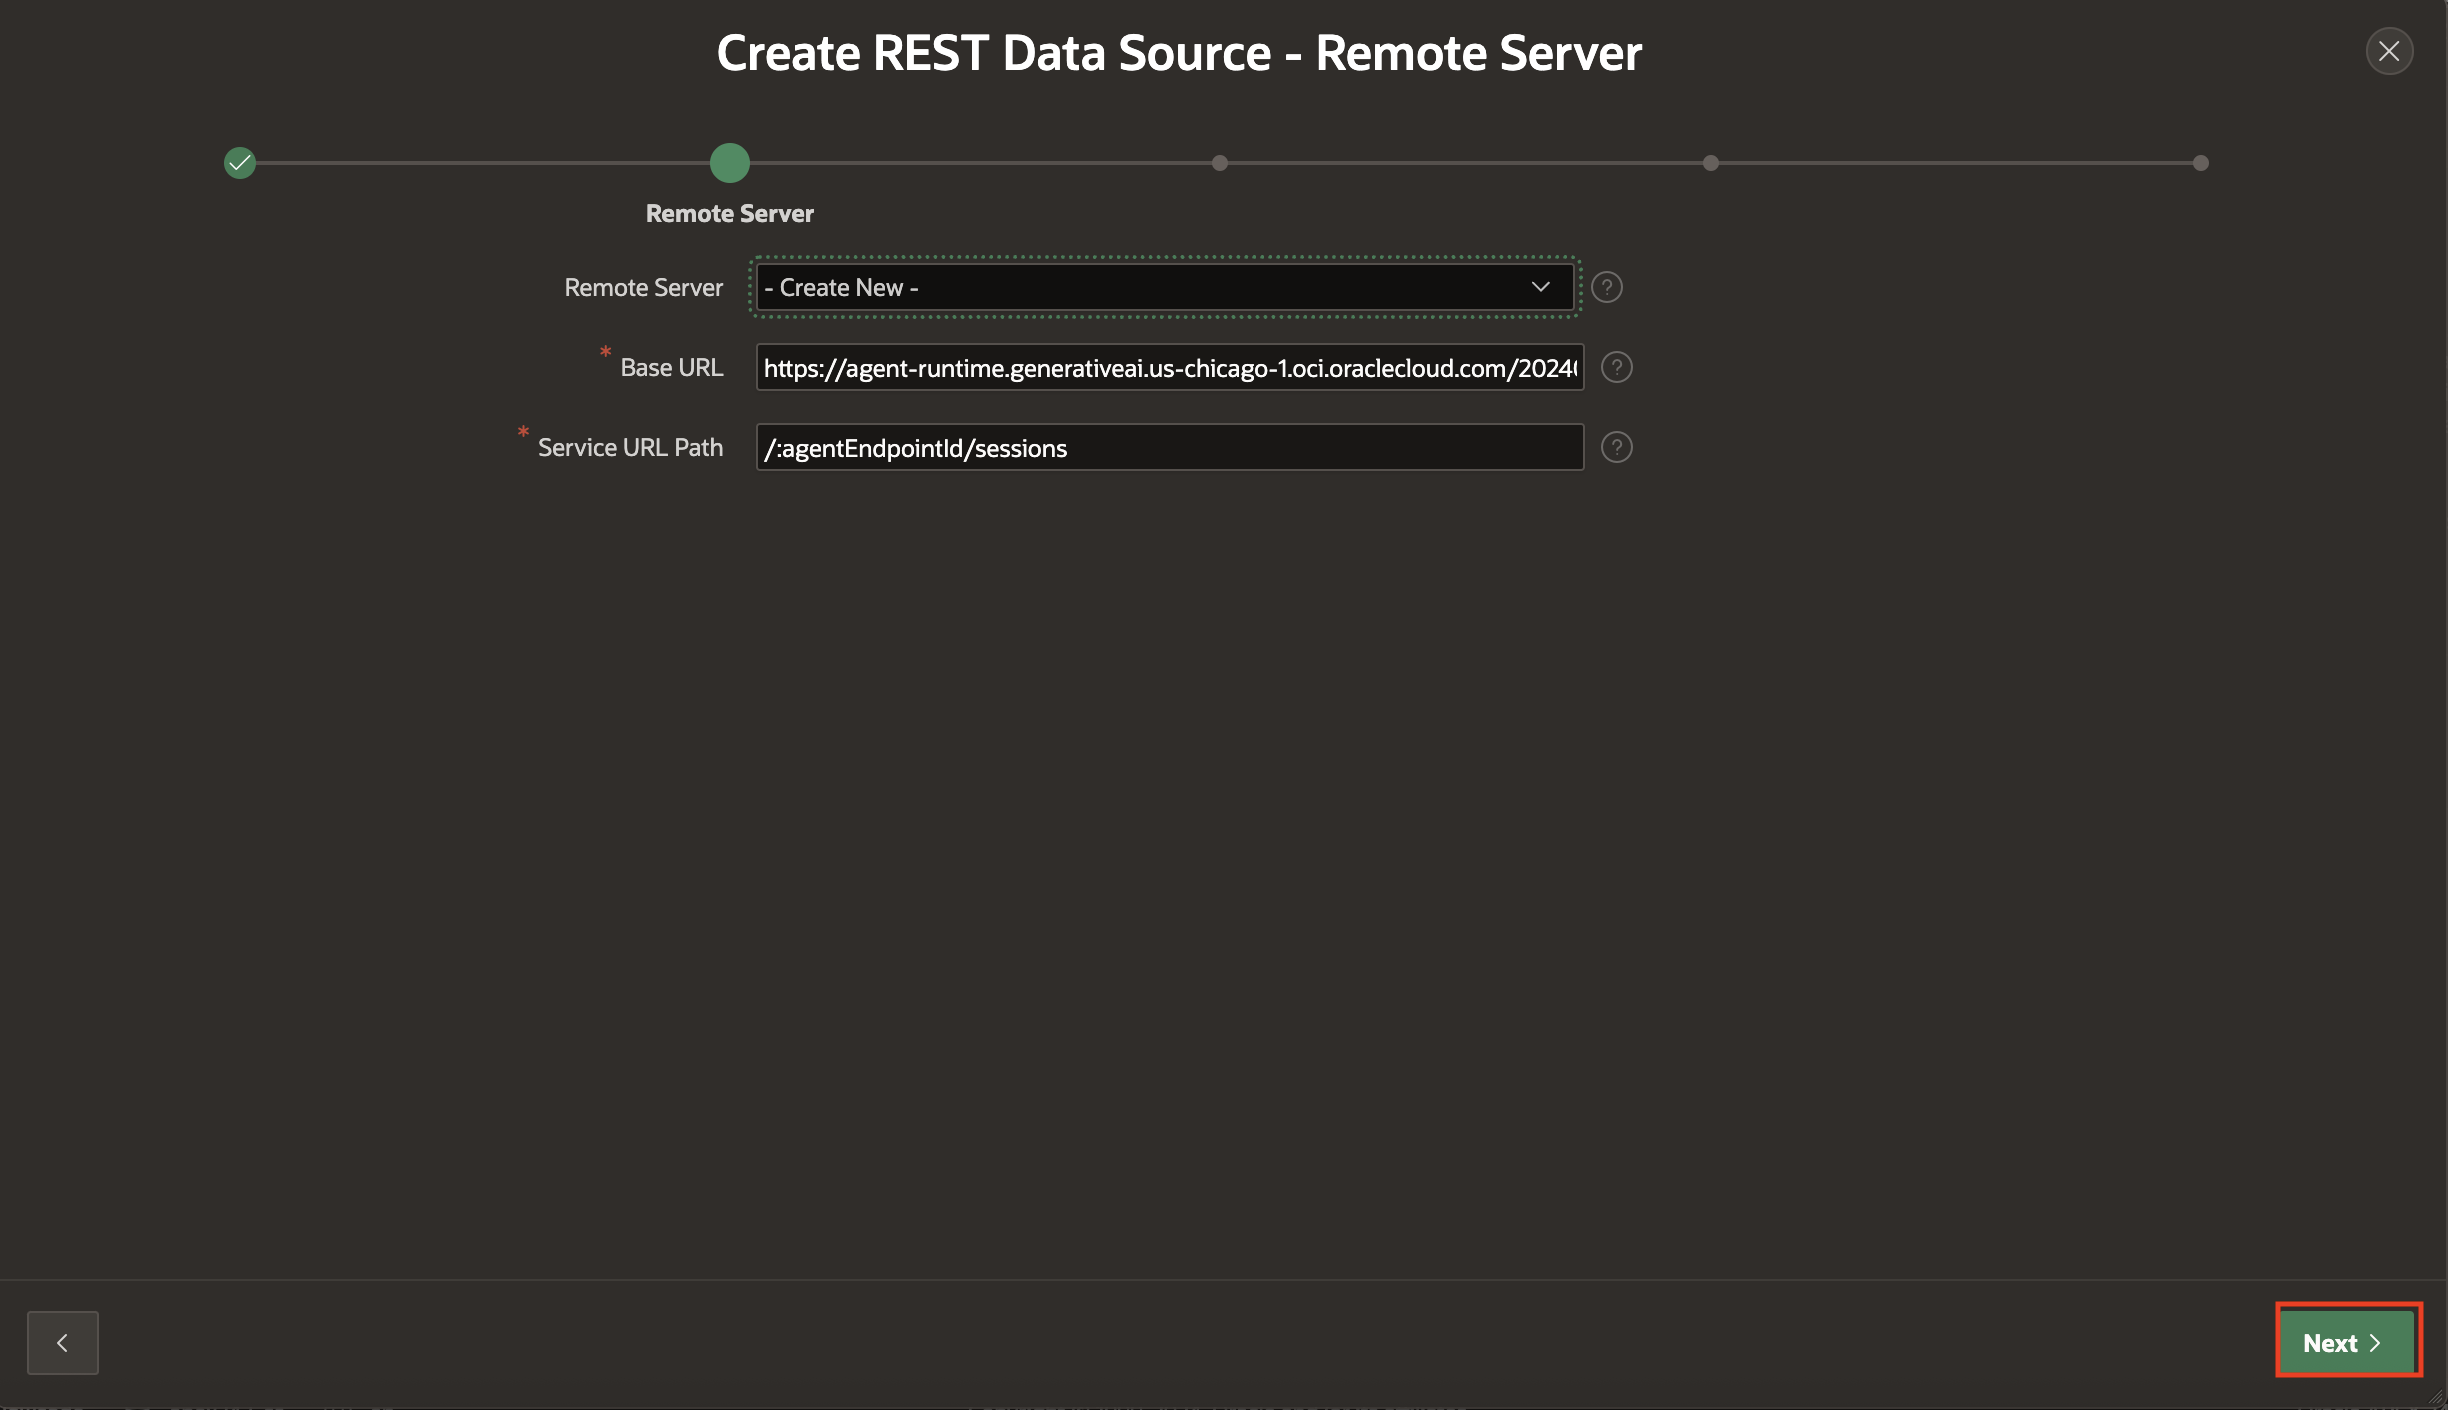 Create REST Data Source - Remote Server
Remote Server
Remote Server - Create New - ?
* Base URL https://agent-runtime.generativeai.us-chicago-1.oci.oraclecloud.com/2024 ?
* Service URL Path /:agentEndpointId/sessions ?
Next